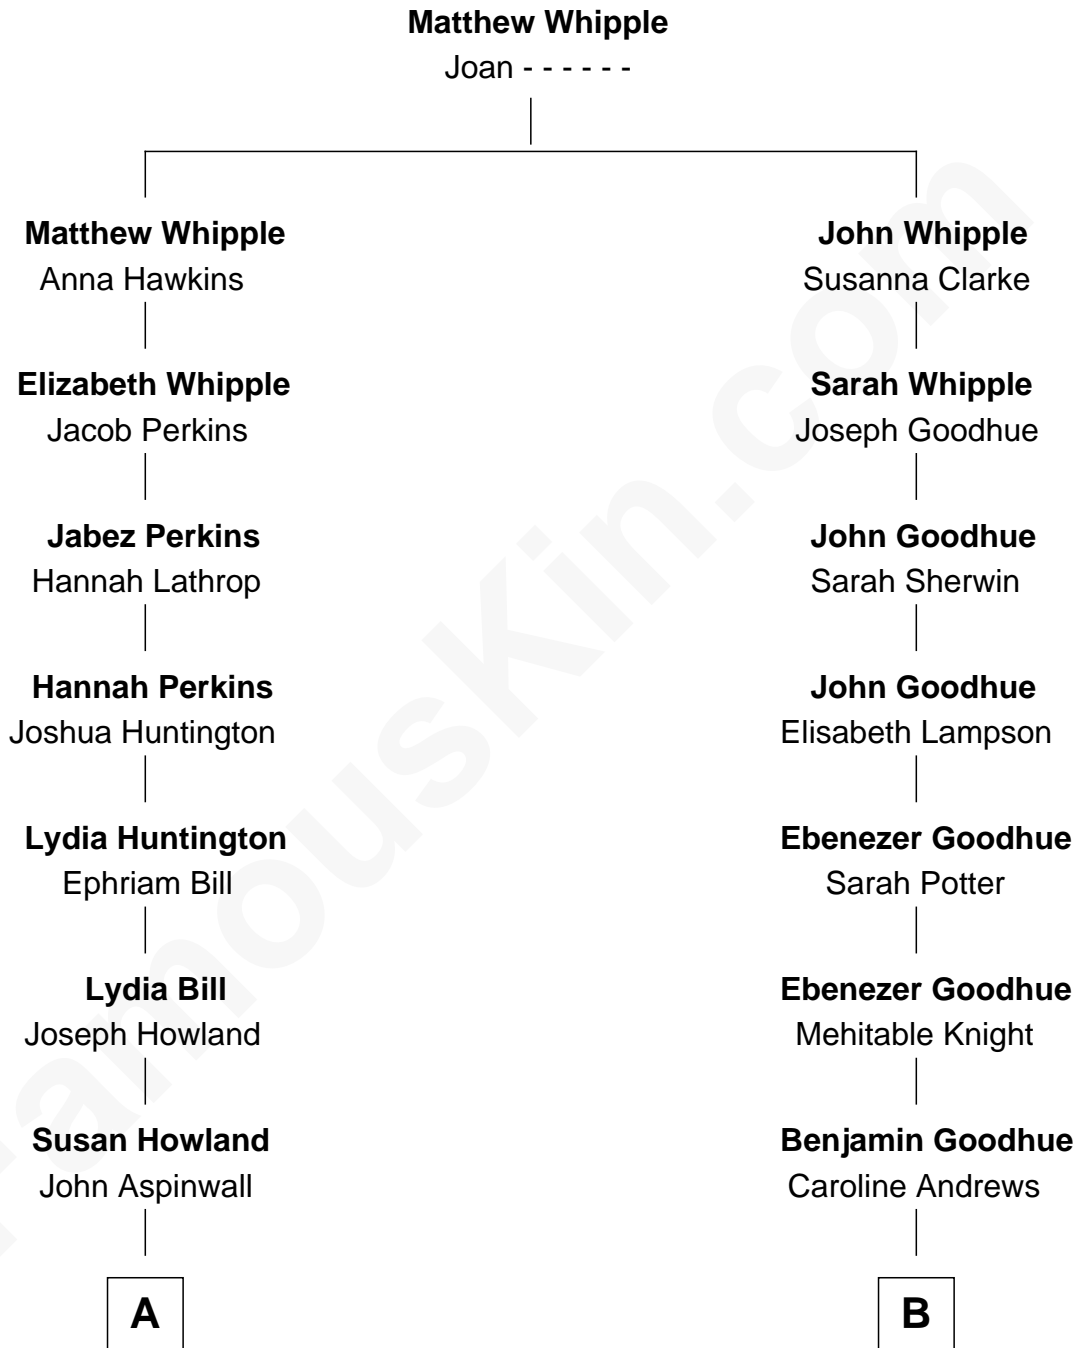 Matthew Whipple
Joan - - - - - -
Matthew Whipple
Anna Hawkins
Elizabeth Whipple
Jacob Perkins
Jabez Perkins
Hannah Lathrop
Hannah Perkins
Joshua Huntington
Lydia Huntington
Ephriam Bill
Lydia Bill
Joseph Howland
Susan Howland
John Aspinwall
A
John Whipple
Susanna Clarke
Sarah Whipple
Joseph Goodhue
John Goodhue
Sarah Sherwin
John Goodhue
Elisabeth Lampson
Ebenezer Goodhue
Sarah Potter
Ebenezer Goodhue
Mehitable Knight
Benjamin Goodhue
Caroline Andrews
B
FamousKin.com